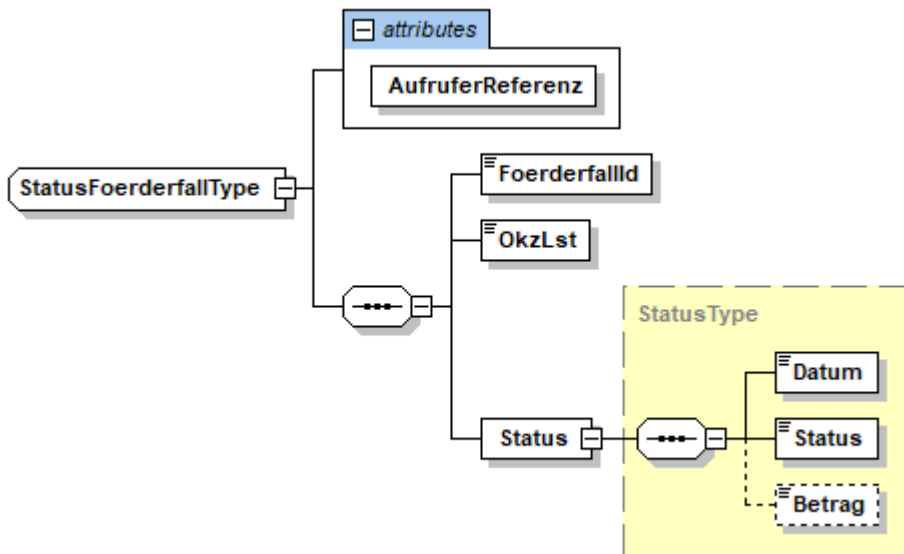 attributes
AufruferReferenz
StatusFoerderfallType
FoerderfallId
OkzLst
StatusType
Datum
Status
Status
Betrag